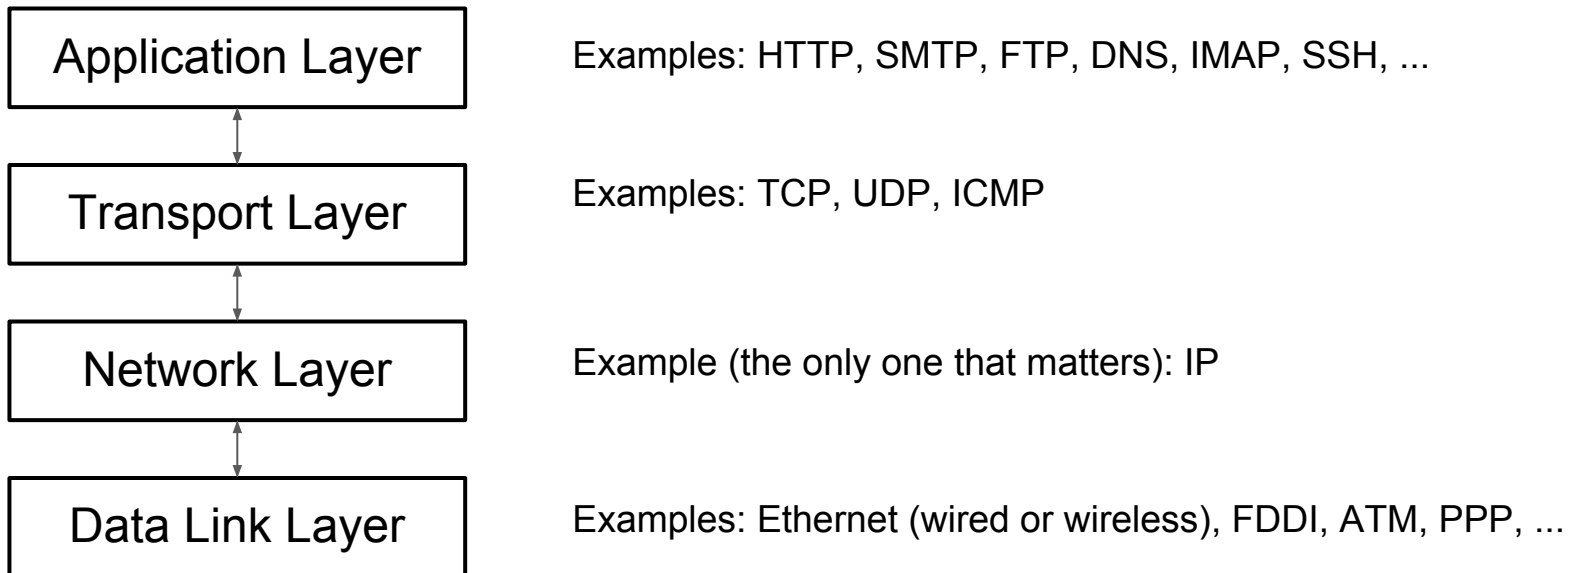 Application Layer
Examples: HTTP, SMTP, FTP, DNS, IMAP, SSH, ...
Transport Layer
Examples: TCP, UDP, ICMP
Network Layer
Example (the only one that matters): IP
Data Link Layer
Examples: Ethernet (wired or wireless), FDDI, ATM, PPP, ...